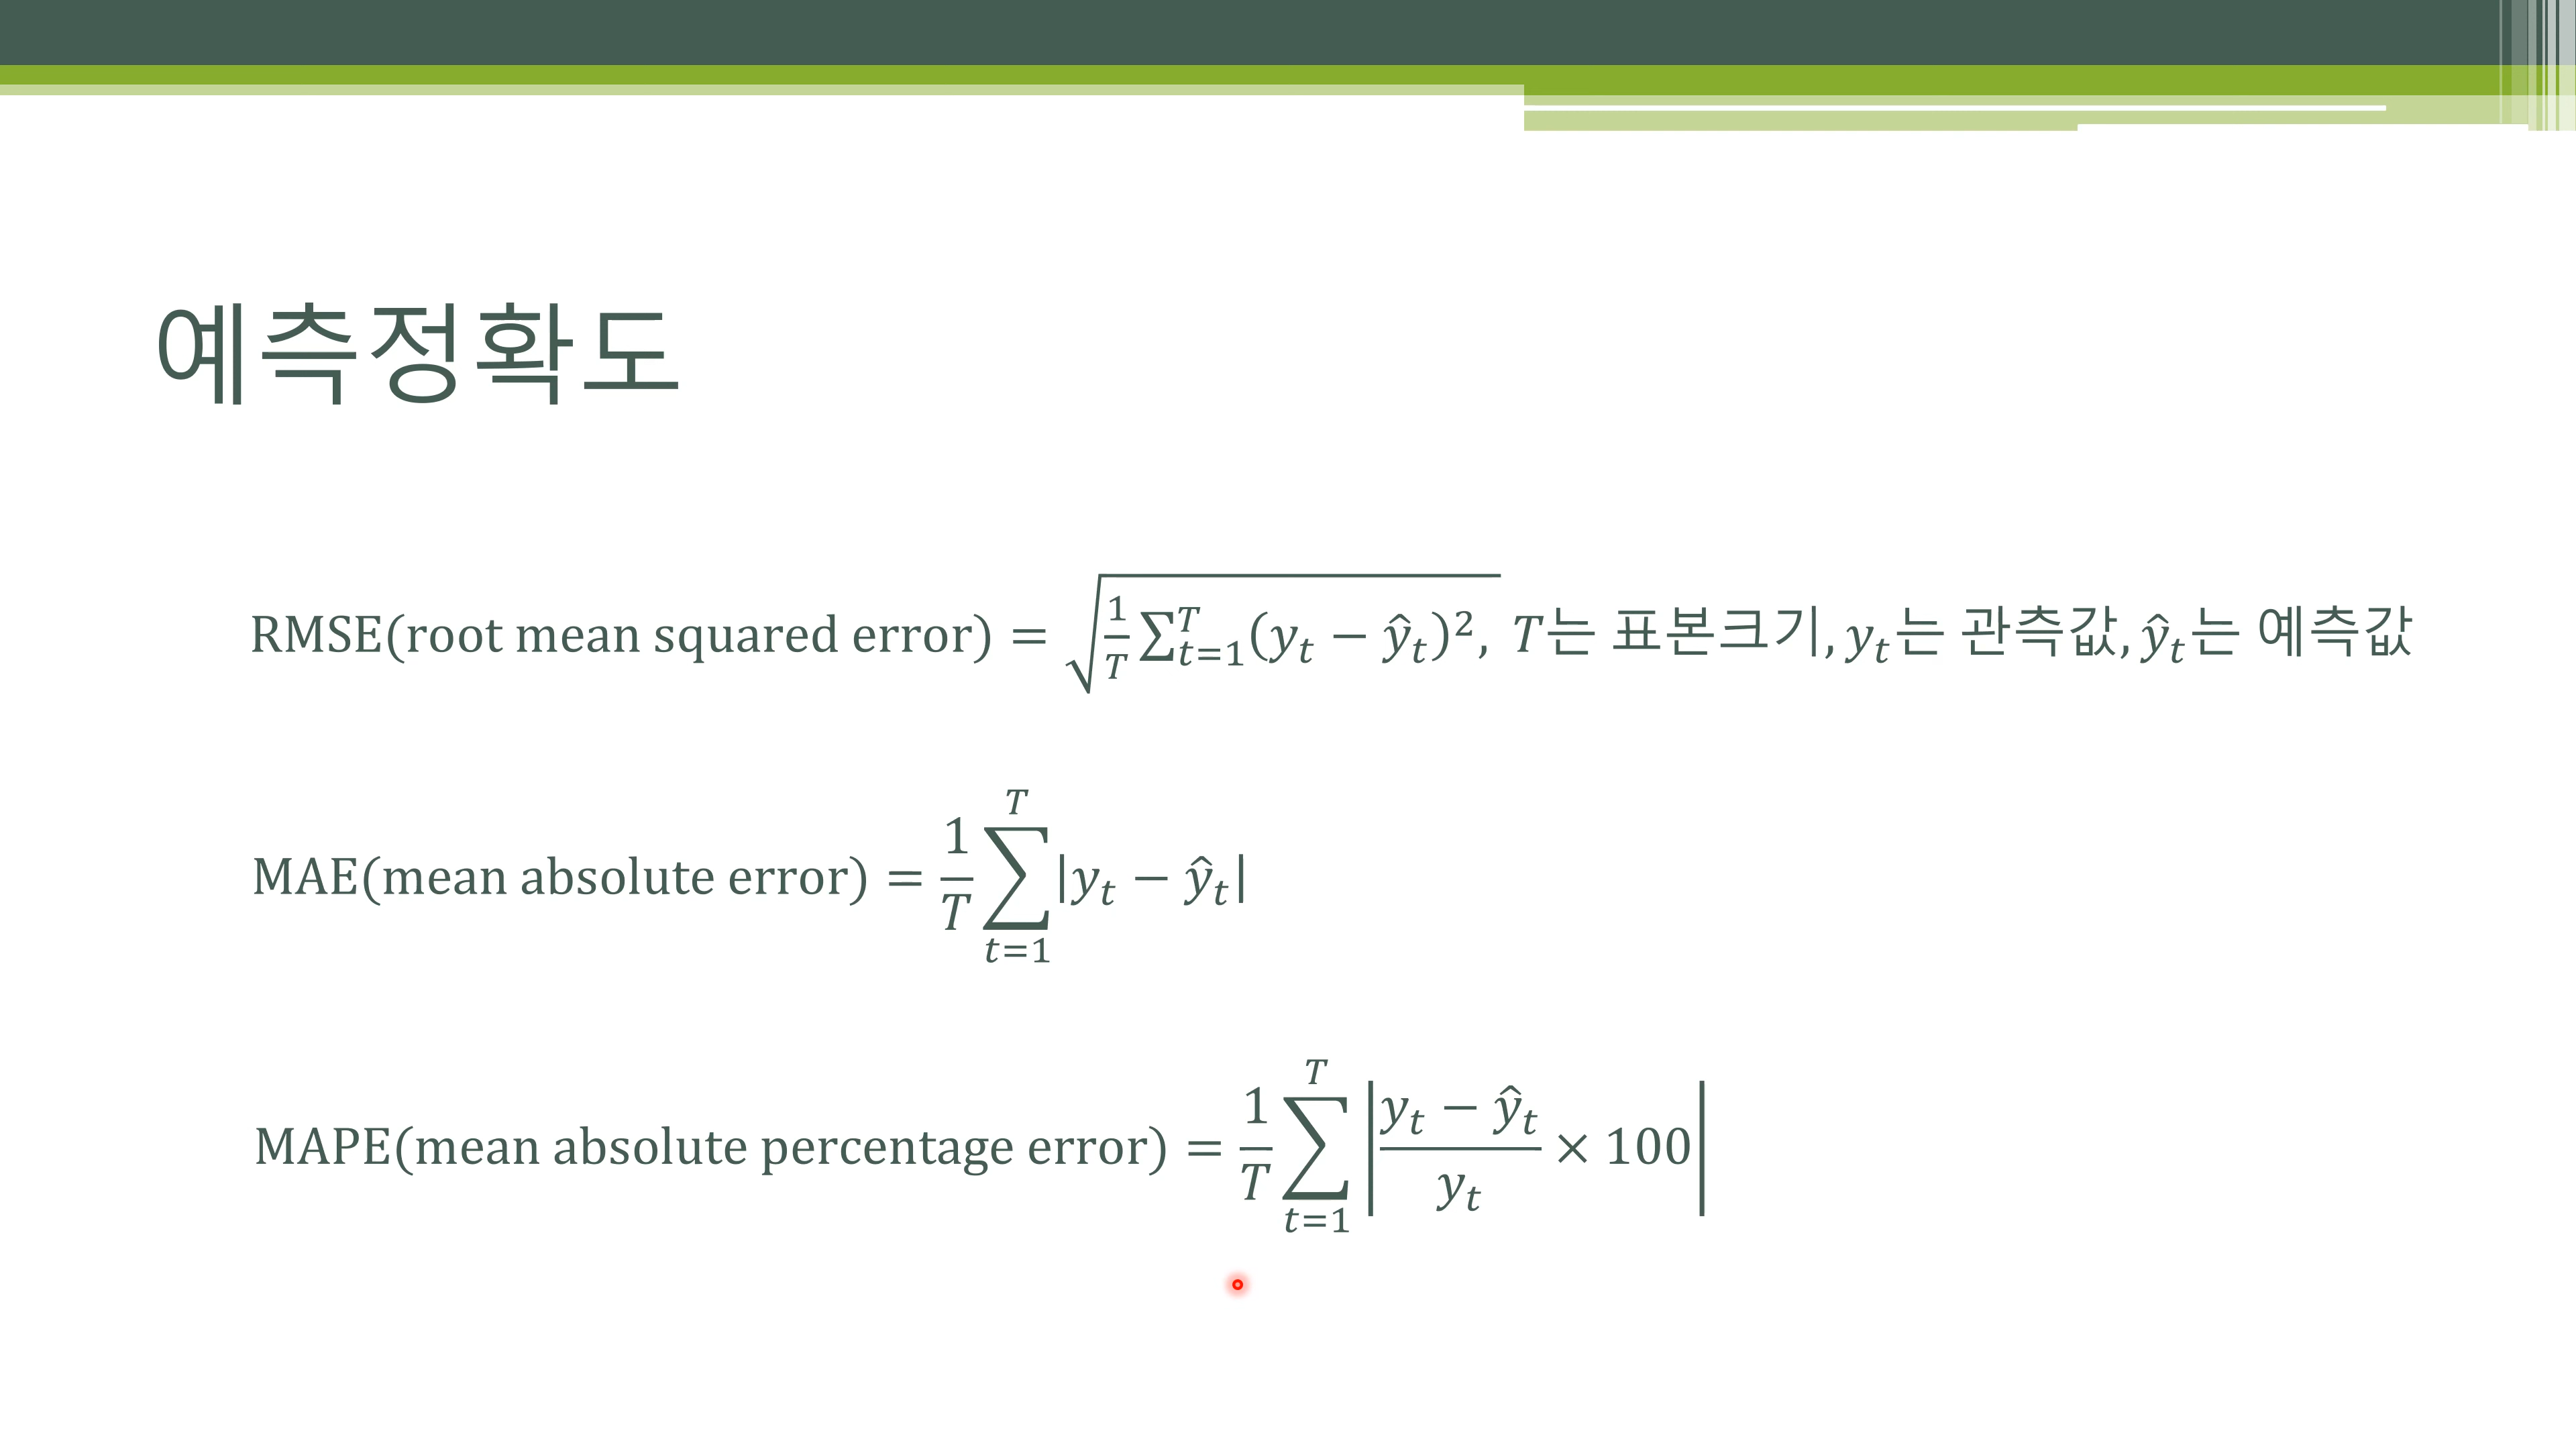 예측정확도
RMSE(root mean squared error) = √(1/T ∑_{t=1}^{T} (y_t − ŷ_t)², T는 표본크기, y_t는 관측값, ŷ_t는 예측값
MAE(mean absolute error) = 1/T ∑_{t=1}^{T} |y_t − ŷ_t|
MAPE(mean absolute percentage error) = 1/T ∑_{t=1}^{T} |(y_t − ŷ_t)/y_t × 100|